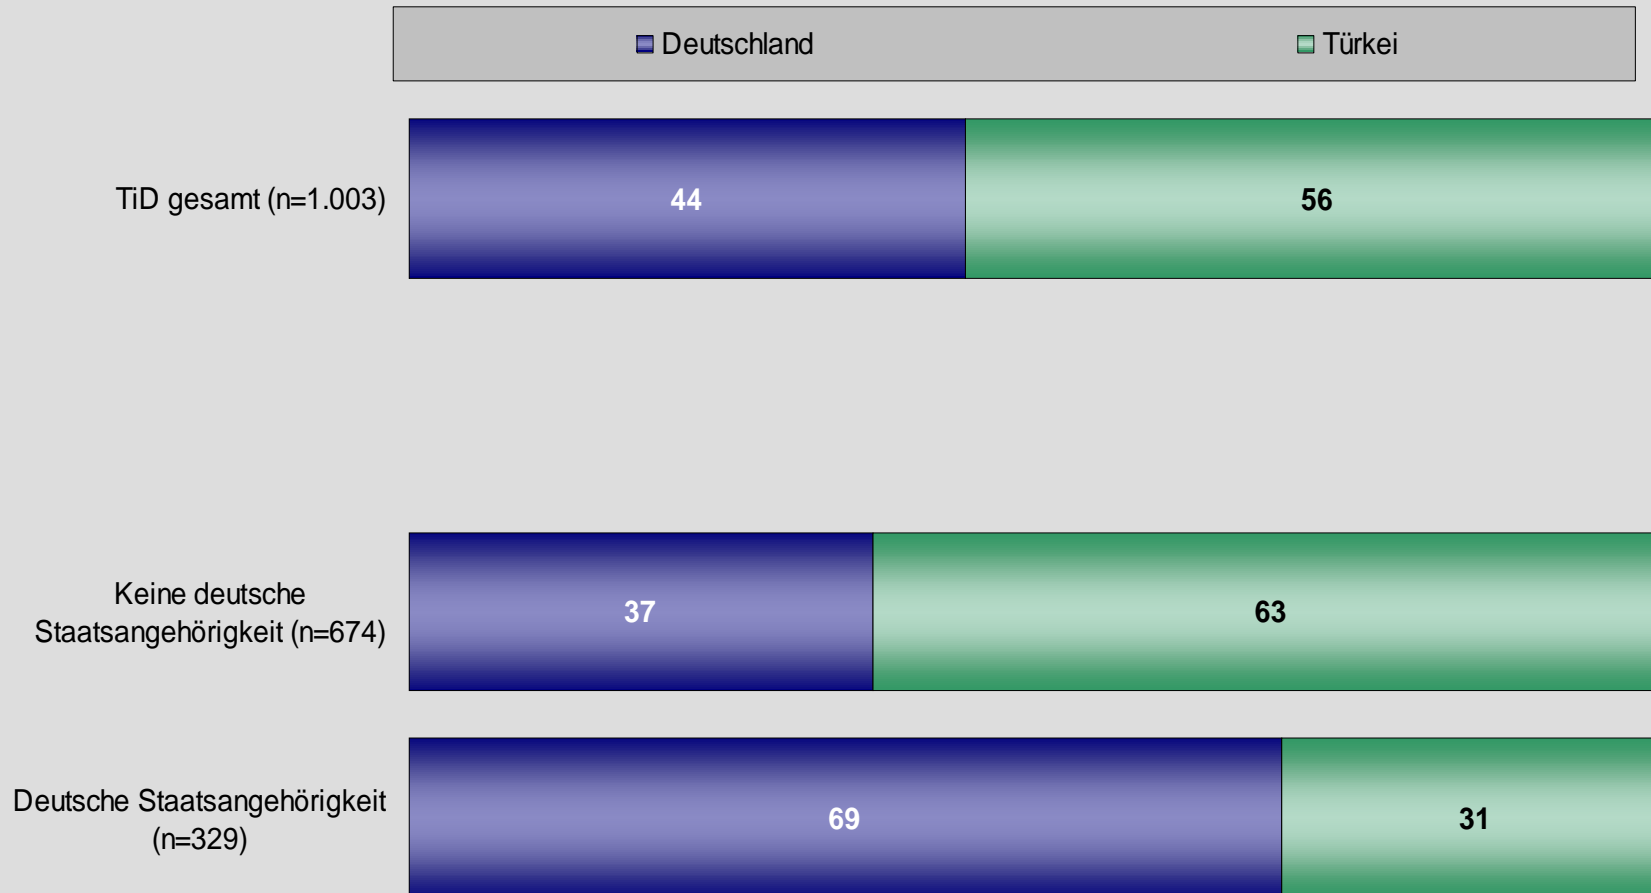 Deutschland
Türkei
TiD gesamt (n=1.003)
44
56
Keine deutsche
Staatsangehörigkeit (n=674)
37
63
Deutsche Staatsangehörigkeit
(n=329)
69
31